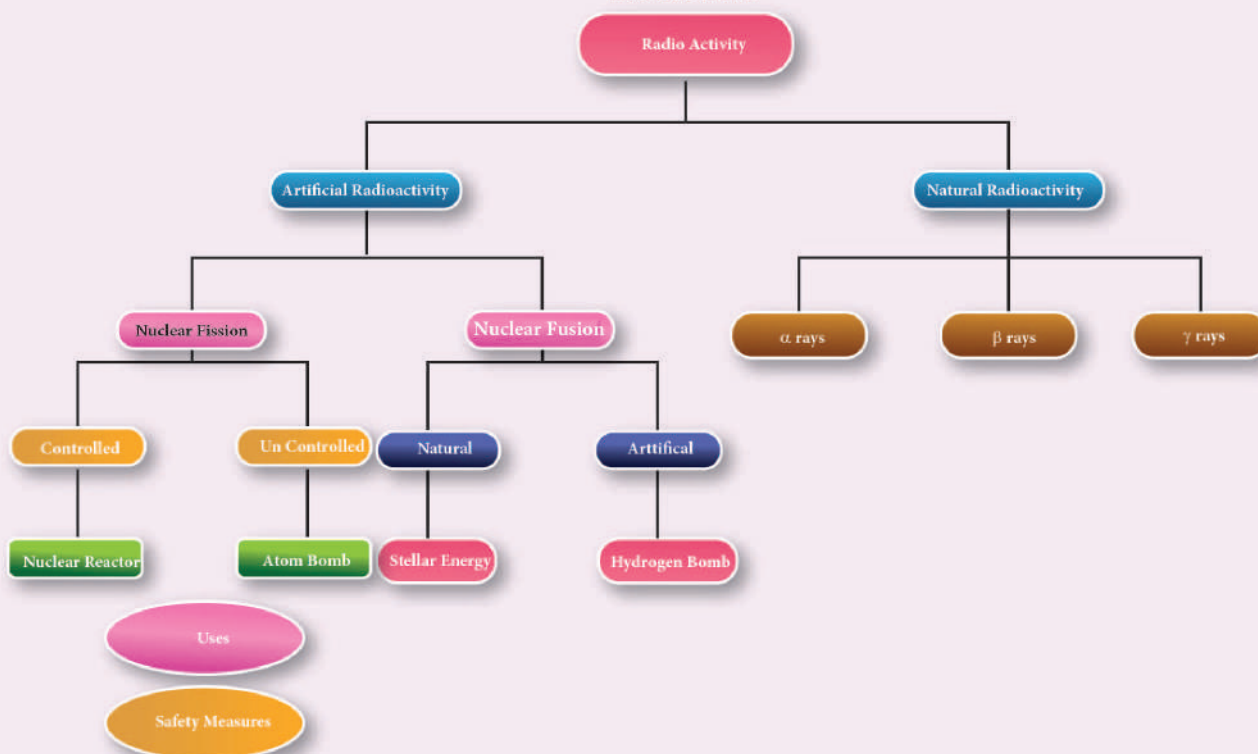 Radio Activity
Artificial Radioactivity
Natural Radioactivity
Nuclear Fission
Nuclear Fusion
α rays
β rays
γ rays
Controlled
Un Controlled
Natural
Arttifical
Nuclear Reactor
Atom Bomb
Stellar Energy
Hydrogen Bomb
Uses
Safety Measures